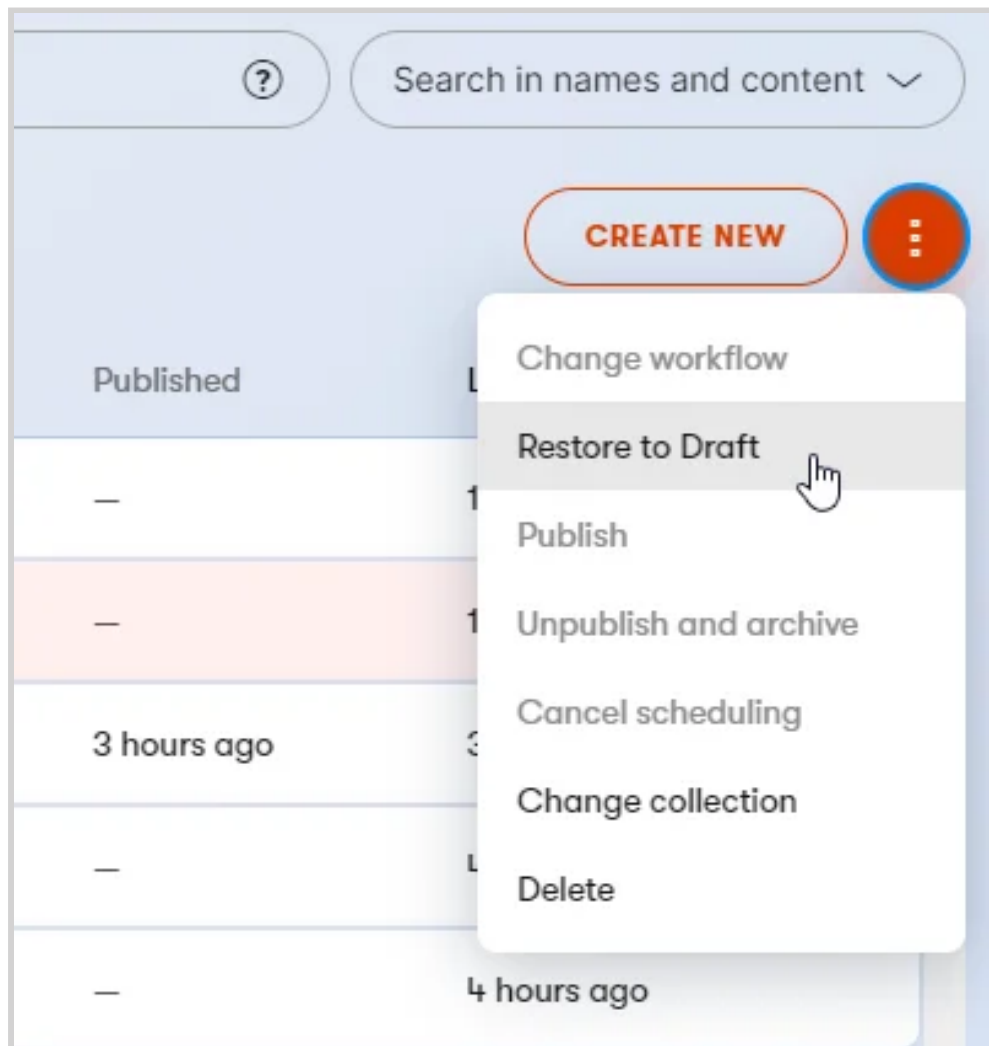 Search in names and content
CREATE NEW
Change workflow
Published
Restore to Draft
—
Publish
—
Unpublish and archive
Cancel scheduling
3 hours ago
Change collection
—
Delete
—
4 hours ago